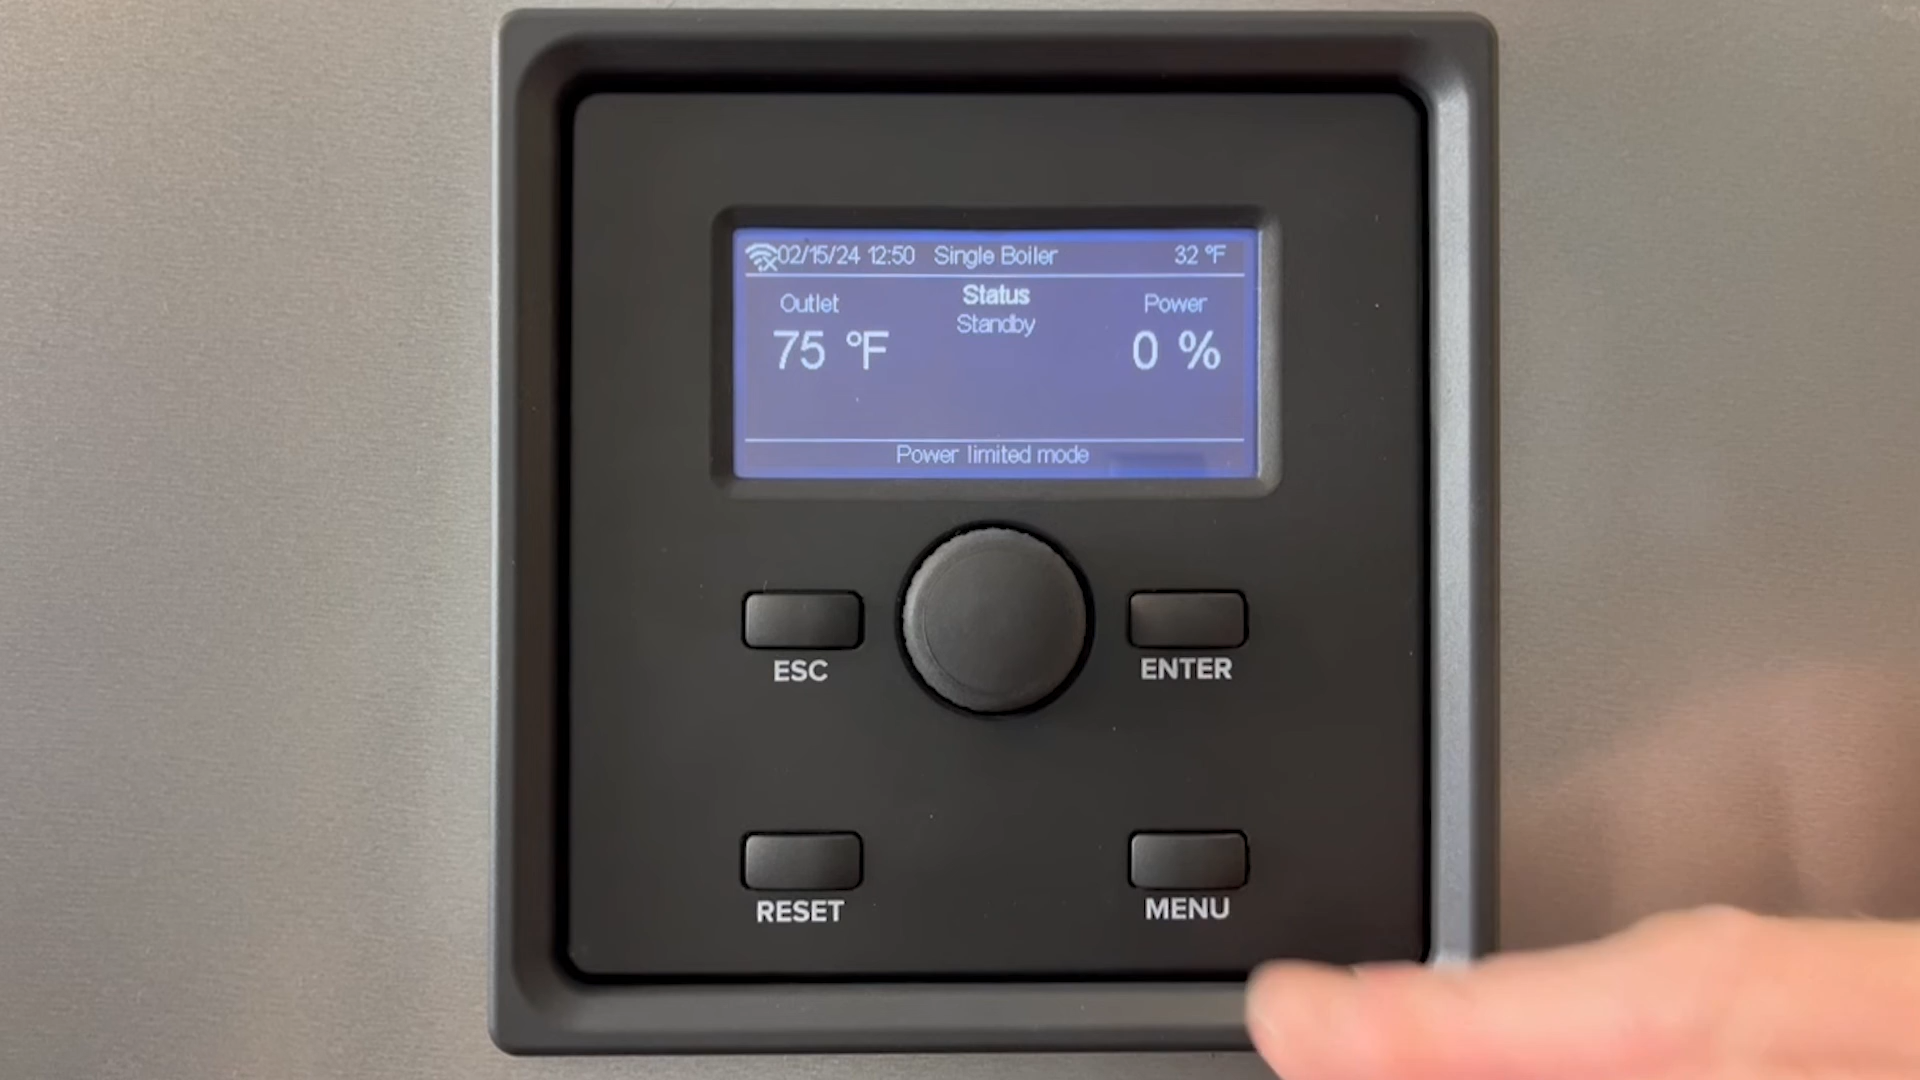 02/15/24 12:50 Single Boiler 32 °F
Outlet Status Power
Standby
75 °F 0 %
Power limited mode
ESC ENTER
RESET MENU